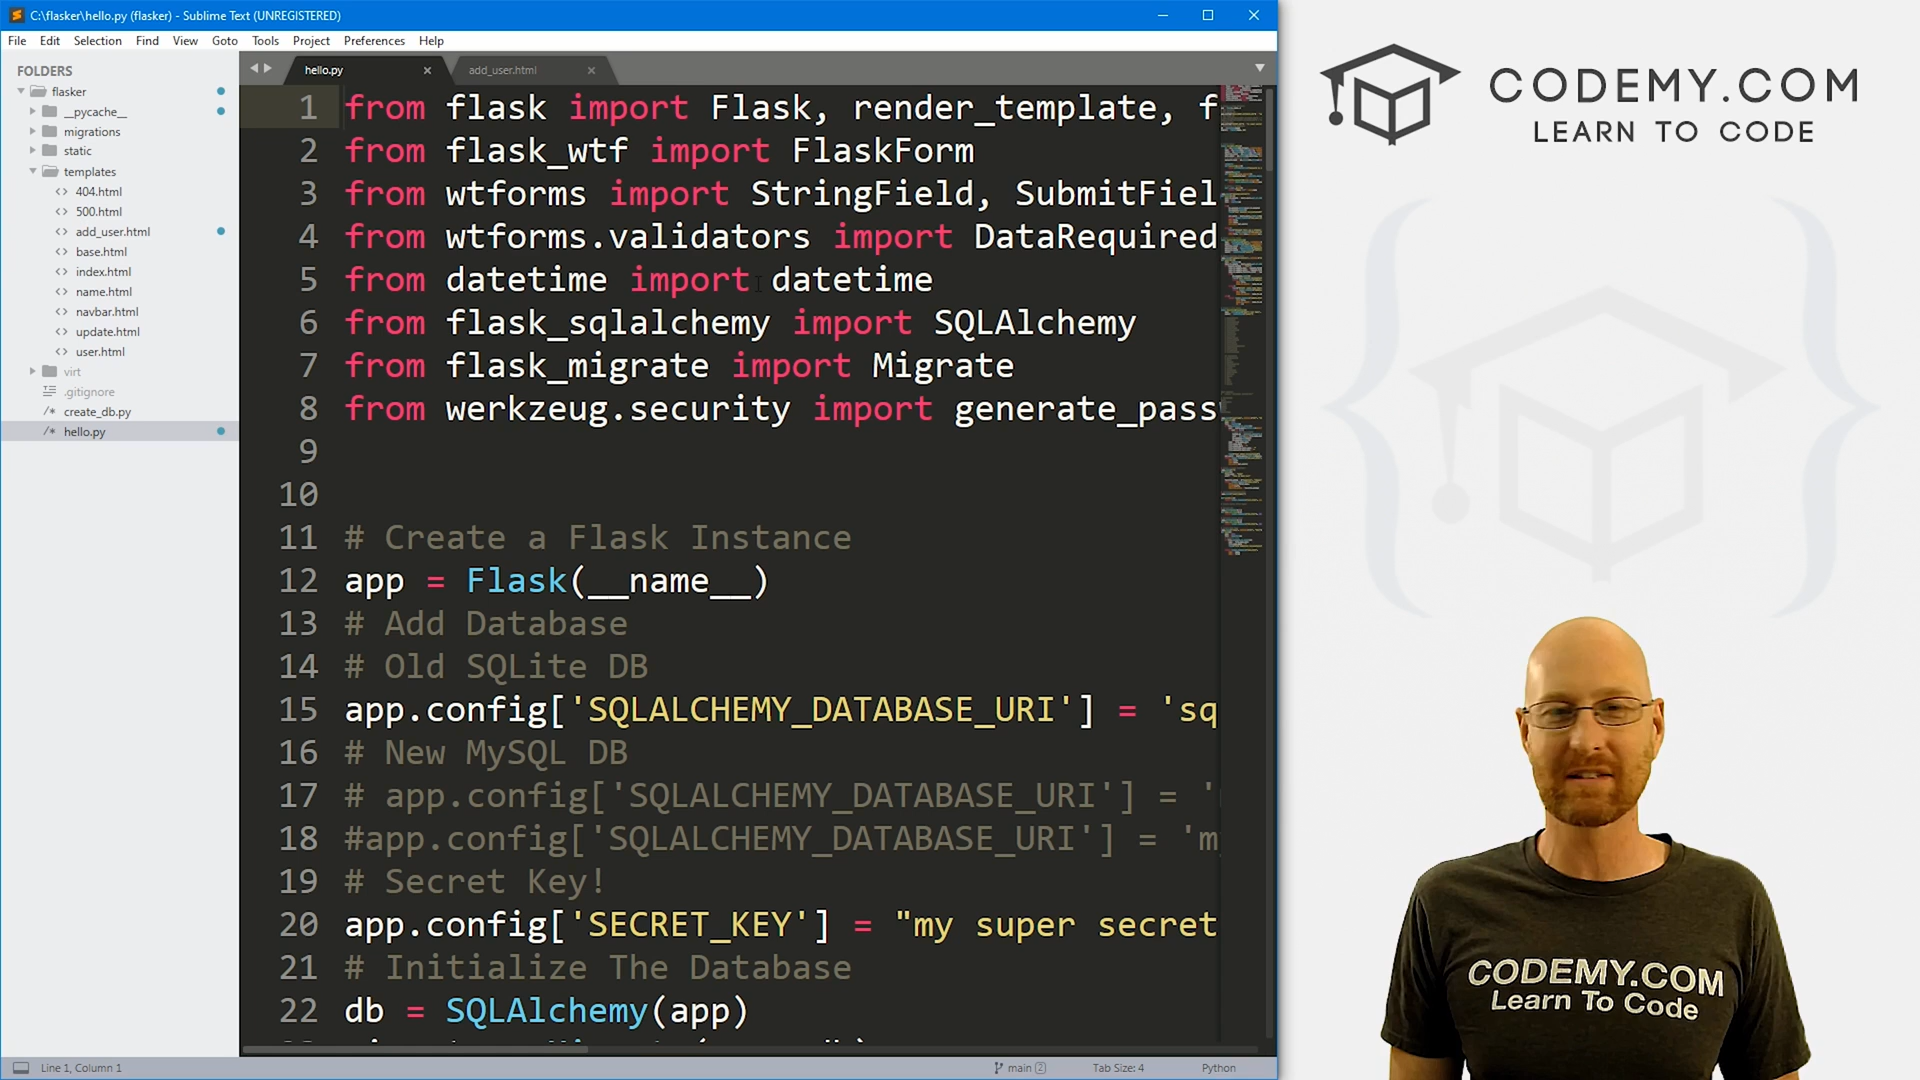 C:\flasker\hello.py (flasker) - Sublime Text (UNREGISTERED)
File Edit Selection Find View Goto Tools Project Preferences Help
FOLDERS
flasker
__pycache__
migrations
static
templates
404.html
500.html
add_user.html
base.html
index.html
name.html
navbar.html
update.html
user.html
virt
.gitignore
create_db.py
hello.py
hello.py add_user.html
1 from flask import Flask, render_template, f
2 from flask_wtf import FlaskForm
3 from wtforms import StringField, SubmitFiel
4 from wtforms.validators import DataRequired
5 from datetime import datetime
6 from flask_sqlalchemy import SQLAlchemy
7 from flask_migrate import Migrate
8 from werkzeug.security import generate_pass
9
10
11 # Create a Flask Instance
12 app = Flask(__name__)
13 # Add Database
14 # Old SQLite DB
15 app.config['SQLALCHEMY_DATABASE_URI'] = 'sq
16 # New MySQL DB
17 # app.config['SQLALCHEMY_DATABASE_URI'] = '
18 #app.config['SQLALCHEMY_DATABASE_URI'] = 'm
19 # Secret Key!
20 app.config['SECRET_KEY'] = "my super secret
21 # Initialize The Database
22 db = SQLAlchemy(app)
Line 1, Column 1 main 2 Tab Size: 4 Python
CODEMY.COM
LEARN TO CODE
CODEMY.COM
Learn To Code